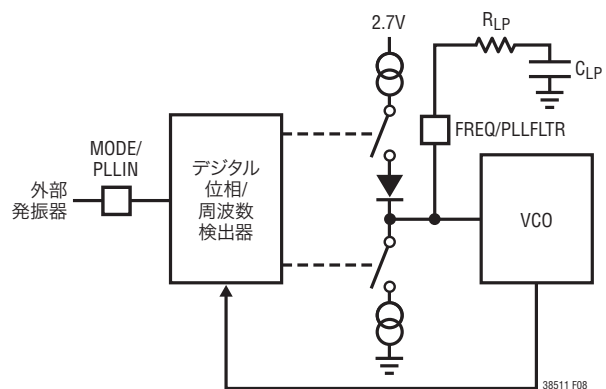 2.7V
RLP
CLP
FREQ/PLLFLTR
MODE/
PLLIN
外部
発振器
デジタル
位相/
周波数
検出器
VCO
38511 F08